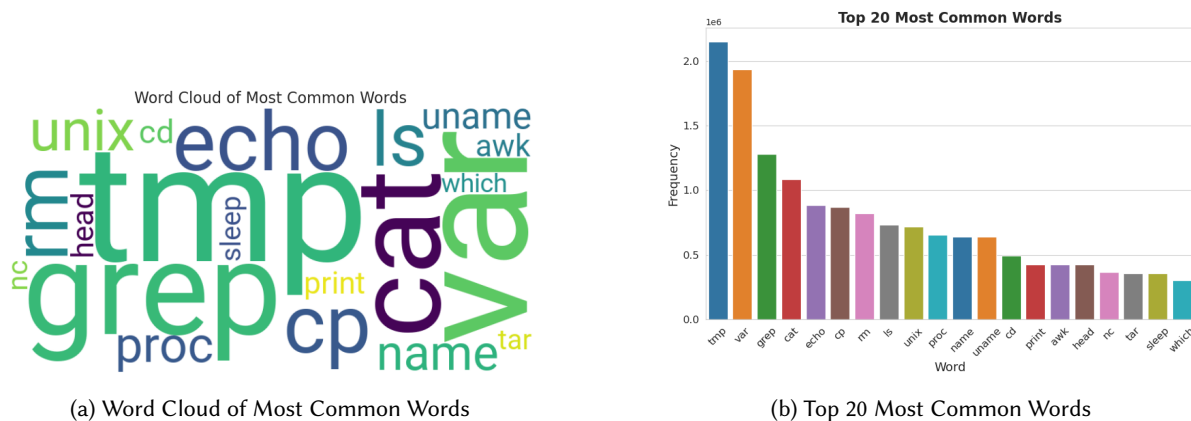 Word Cloud of Most Common Words
unix cd echo ls uname
awk
rm head tmp sleep cat which var
nc grep print
proc cp name tar
(a) Word Cloud of Most Common Words
Top 20 Most Common Words
1e6
2.0
1.5
1.0
0.5
0.0
Frequency
tmp var grep cat echo cp rm ls unix proc name uname cd print awk head nc tar sleep which
Word
(b) Top 20 Most Common Words